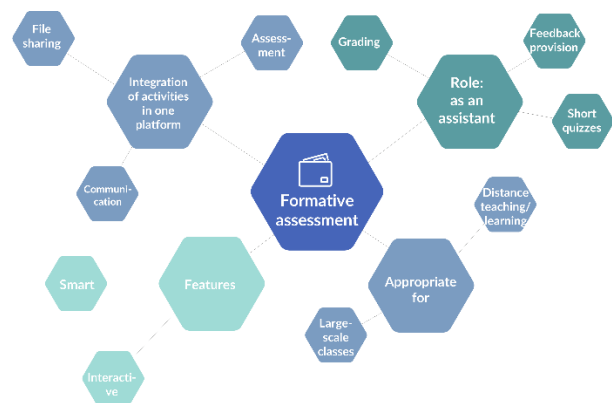 File
sharing
Integration
of activities
in one
platform
Assess-
ment
Communi-
cation
Grading
Role:
as an
assistant
Feedback
provision
Short
quizzes
Formative
assessment
Distance
teaching/
learning
Appropriate
for
Large-
scale
classes
Features
Smart
Interacti-
ve